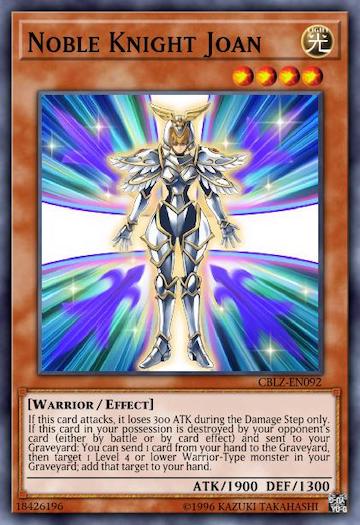 Noble Knight Joan
LIGHT
光
CBLZ-EN092
[Warrior / Effect]
If this card attacks, it loses 300 ATK during the Damage Step only.
If this card in your possession is destroyed by your opponent's
card (either by battle or by card effect) and sent to your
Graveyard: You can send 1 card from your hand to the Graveyard,
then target 1 Level 4 or lower Warrior-Type monster in your
Graveyard; add that target to your hand.
ATK/1900 DEF/1300
18426196
©1996 KAZUKI TAKAHASHI